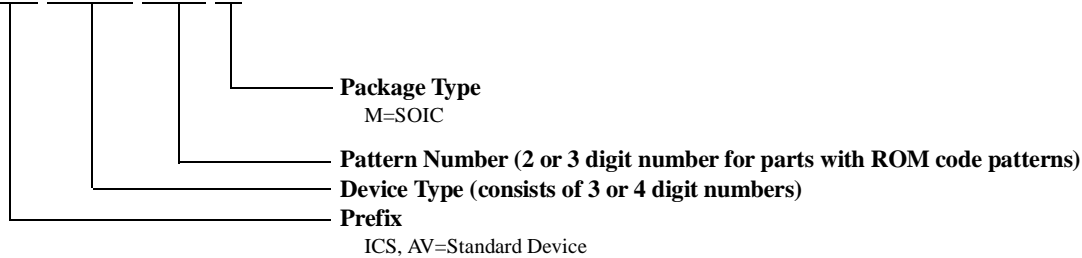 Package Type
M=SOIC
Pattern Number (2 or 3 digit number for parts with ROM code patterns)
Device Type (consists of 3 or 4 digit numbers)
Prefix
ICS, AV=Standard Device